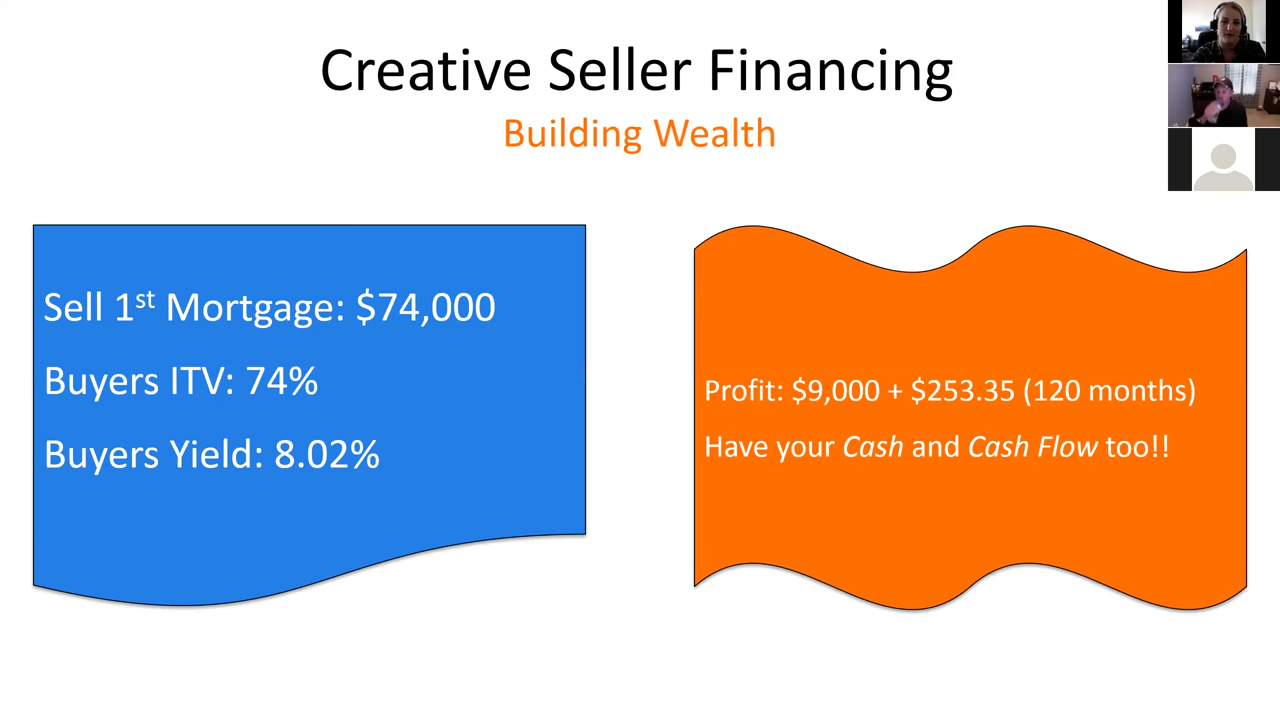 Creative Seller Financing
Building Wealth
Sell 1st Mortgage: $74,000
Buyers ITV: 74%
Buyers Yield: 8.02%
Profit: $9,000 + $253.35 (120 months)
Have your Cash and Cash Flow too!!